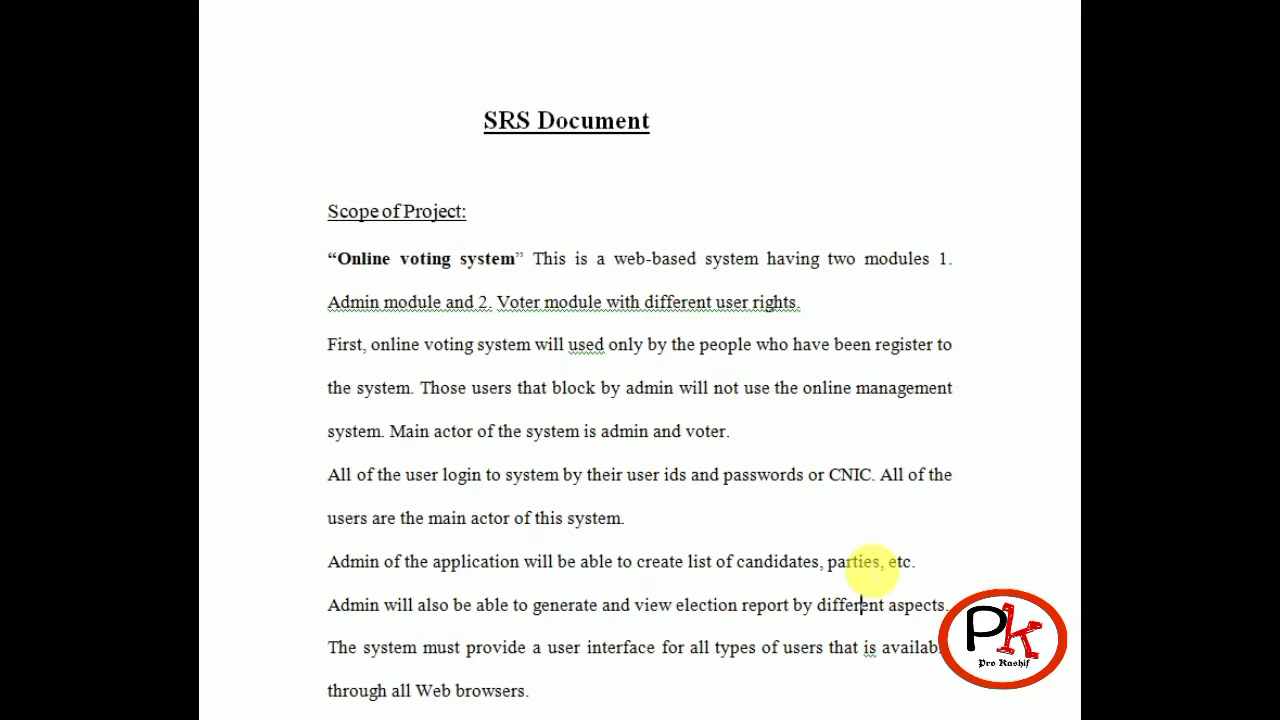 SRS Document
Scope of Project:
“Online voting system” This is a web-based system having two modules 1.
Admin module and 2. Voter module with different user rights.
First, online voting system will used only by the people who have been register to
the system. Those users that block by admin will not use the online management
system. Main actor of the system is admin and voter.
All of the user login to system by their user ids and passwords or CNIC. All of the
users are the main actor of this system.
Admin of the application will be able to create list of candidates, parties, etc.
Admin will also be able to generate and view election report by different aspects.
The system must provide a user interface for all types of users that is availab
through all Web browsers.
Pk
Pro Kashif